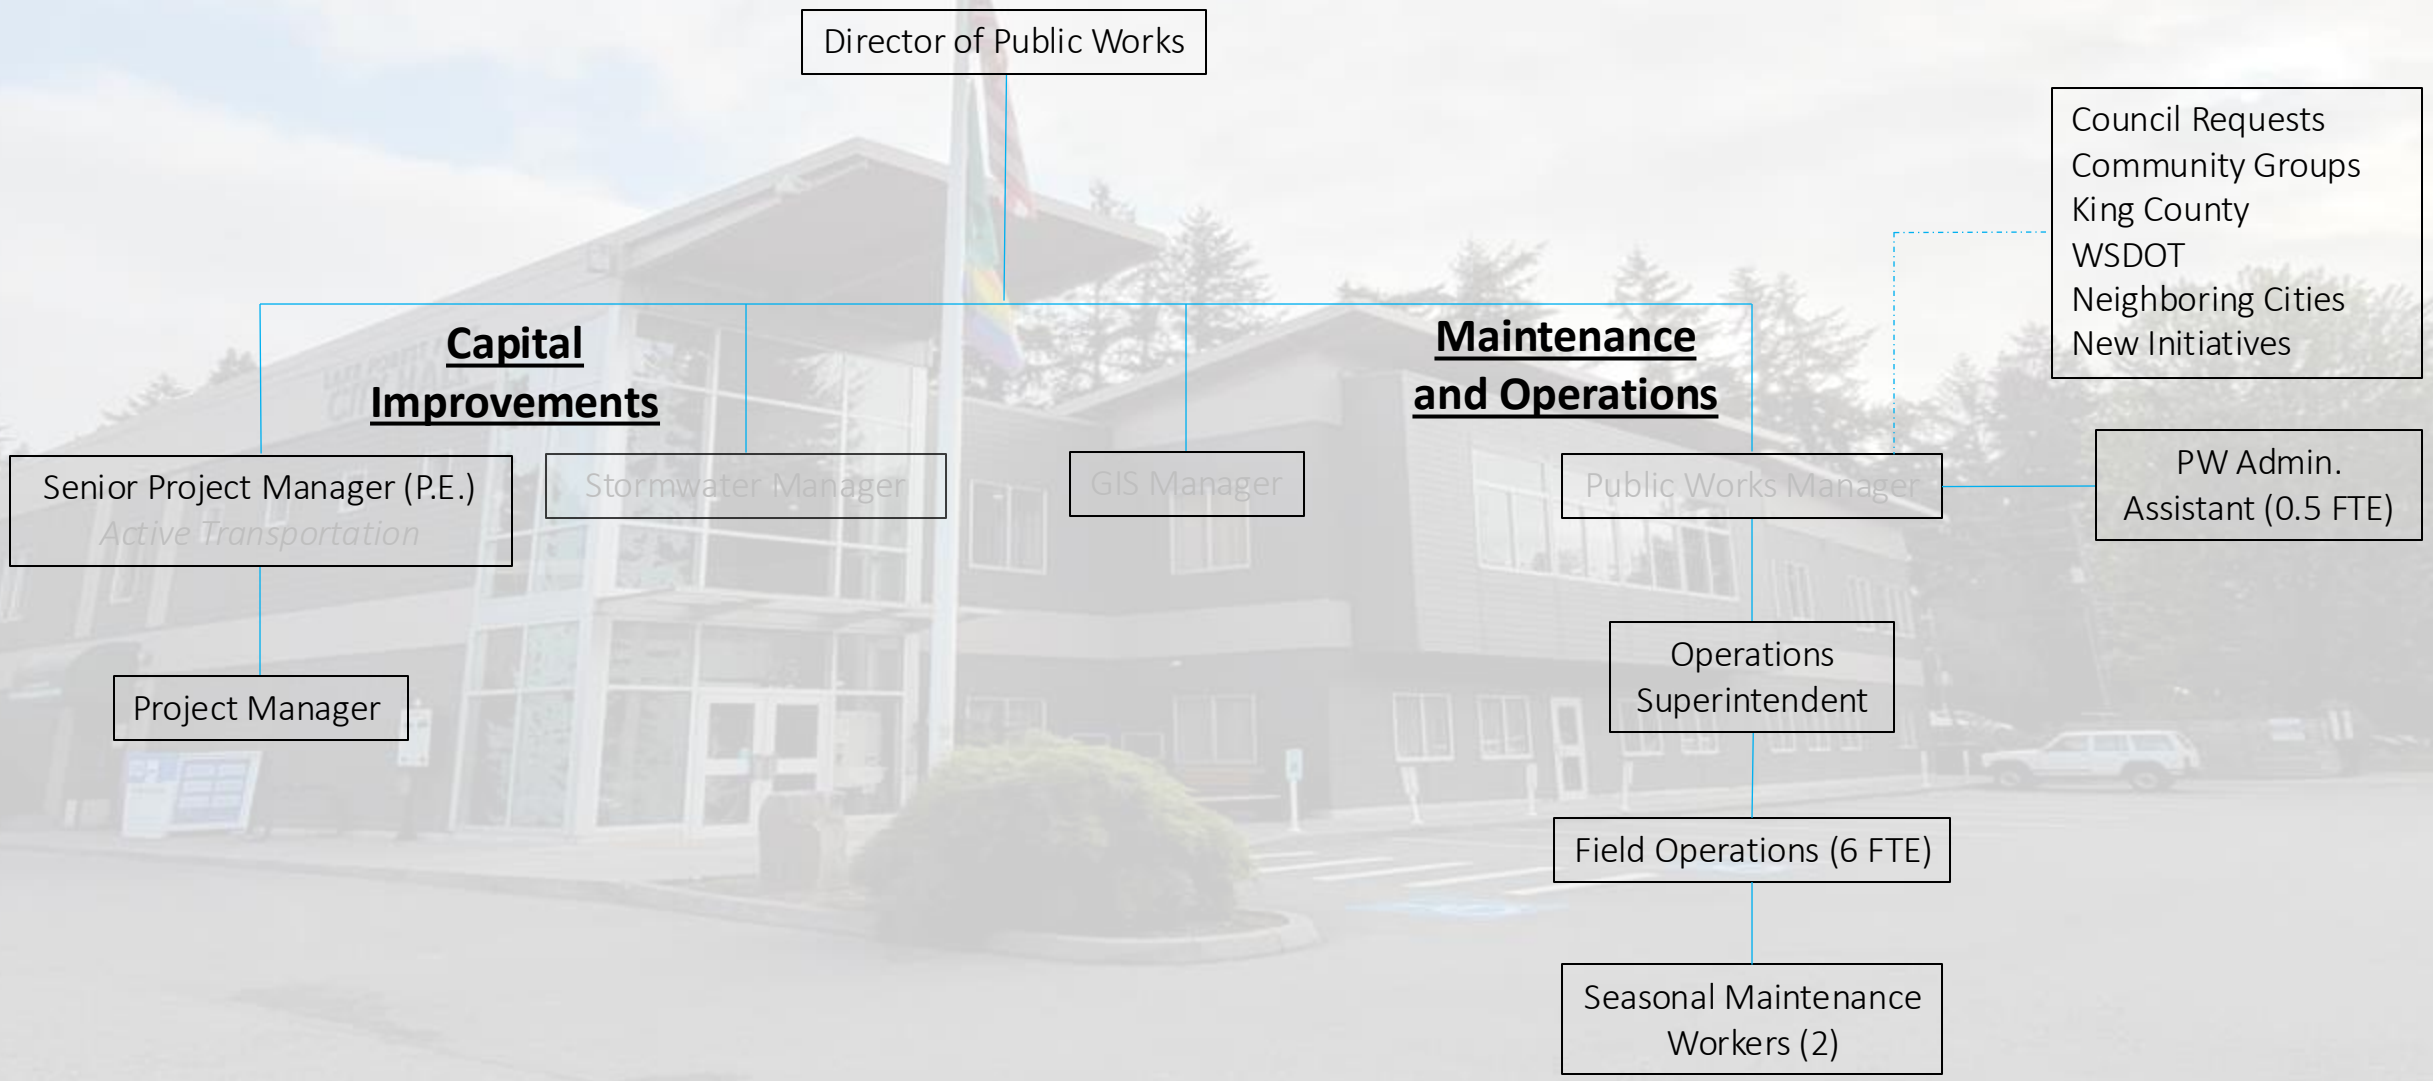 Director of Public Works
Council Requests
Community Groups
King County
WSDOT
Neighboring Cities
New Initiatives
Capital
Improvements
Maintenance
and Operations
Senior Project Manager (P.E.)
Active Transportation
Stormwater Manager
GIS Manager
Public Works Manager
PW Admin.
Assistant (0.5 FTE)
Project Manager
Operations
Superintendent
Field Operations (6 FTE)
Seasonal Maintenance
Workers (2)